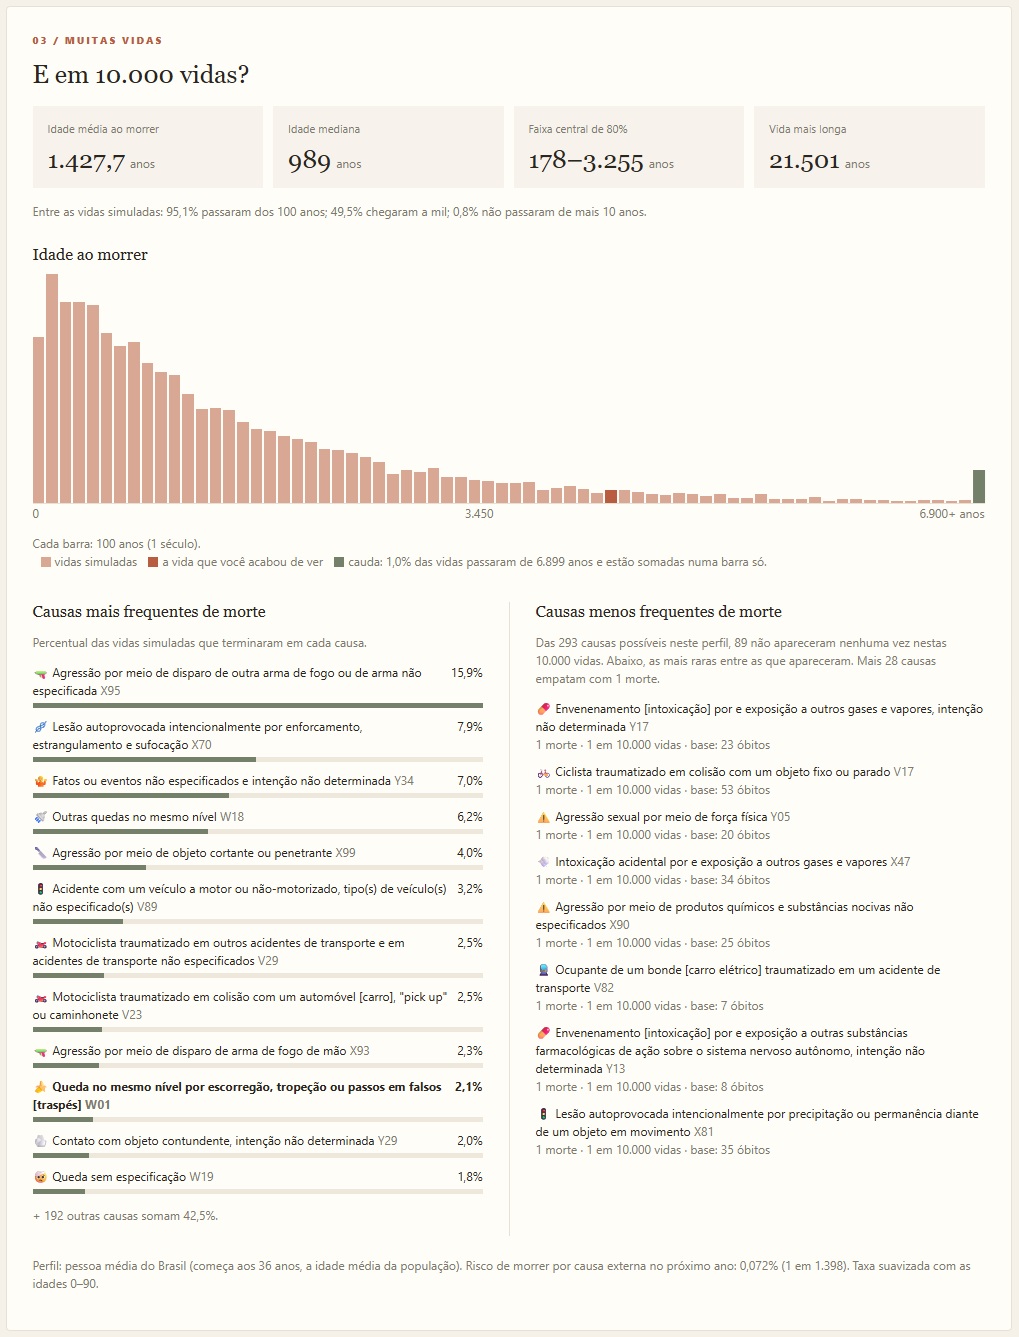 03 / MUITAS VIDAS
E em 10.000 vidas?
Idade média ao morrer
1.427,7 anos
Idade mediana
989 anos
Faixa central de 80%
178–3.255 anos
Vida mais longa
21.501 anos
Entre as vidas simuladas: 95,1% passaram dos 100 anos; 49,5% chegaram a mil; 0,8% não passaram de mais 10 anos.
Idade ao morrer
0
3.450
6.900+ anos
Cada barra: 100 anos (1 século).
vidas simuladas
a vida que você acabou de ver
cauda: 1,0% das vidas passaram de 6.899 anos e estão somadas numa barra só.
Causas mais frequentes de morte
Percentual das vidas simuladas que terminaram em cada causa.
Agressão por meio de disparo de outra arma de fogo ou de arma não 15,9%
especificada X95
Lesão autoprovocada intencionalmente por enforcamento, 7,9%
estrangulamento e sufocação X70
Fatos ou eventos não especificados e intenção não determinada Y34 7,0%
Outras quedas no mesmo nível W18 6,2%
Agressão por meio de objeto cortante ou penetrante X99 4,0%
Acidente com um veículo a motor ou não-motorizado, tipo(s) de veículo(s) 3,2%
não especificado(s) V89
Motociclista traumatizado em outros acidentes de transporte e em 2,5%
acidentes de transporte não especificados V29
Motociclista traumatizado em colisão com um automóvel [carro], "pick up" 2,5%
ou caminhonete V23
Agressão por meio de disparo de arma de fogo de mão X93 2,3%
Queda no mesmo nível por escorregão, tropeção ou passos em falsos 2,1%
[traspés] W01
Contato com objeto contundente, intenção não determinada Y29 2,0%
Queda sem especificação W19 1,8%
+ 192 outras causas somam 42,5%.
Causas menos frequentes de morte
Das 293 causas possíveis neste perfil, 89 não apareceram nenhuma vez nestas
10.000 vidas. Abaixo, as mais raras entre as que apareceram. Mais 28 causas
empatam com 1 morte.
Envenenamento [intoxicação] por e exposição a outros gases e vapores, intenção
não determinada Y17
1 morte · 1 em 10.000 vidas · base: 23 óbitos
Ciclista traumatizado em colisão com um objeto fixo ou parado V17
1 morte · 1 em 10.000 vidas · base: 53 óbitos
Agressão sexual por meio de força física Y05
1 morte · 1 em 10.000 vidas · base: 20 óbitos
Intoxicação acidental por e exposição a outros gases e vapores X47
1 morte · 1 em 10.000 vidas · base: 34 óbitos
Agressão por meio de produtos químicos e substâncias nocivas não
especificados X90
1 morte · 1 em 10.000 vidas · base: 25 óbitos
Ocupante de um bonde [carro elétrico] traumatizado em um acidente de
transporte V82
1 morte · 1 em 10.000 vidas · base: 7 óbitos
Envenenamento [intoxicação] por e exposição a outras substâncias
farmacológicas de ação sobre o sistema nervoso autônomo, intenção não
determinada Y13
1 morte · 1 em 10.000 vidas · base: 8 óbitos
Lesão autoprovocada intencionalmente por precipitação ou permanência diante
de um objeto em movimento X81
1 morte · 1 em 10.000 vidas · base: 35 óbitos
Perfil: pessoa média do Brasil (começa aos 36 anos, a idade média da população). Risco de morrer por causa externa no próximo ano: 0,072% (1 em 1.398). Taxa suavizada com as
idades 0–90.